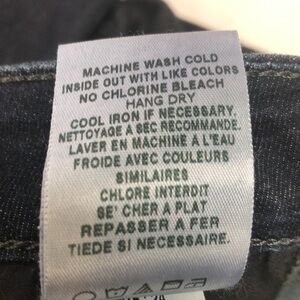 MACHINE WASH COLD
INSIDE OUT WITH LIKE COLORS
NO CHLORINE BLEACH
HANG DRY
COOL IRON IF NECESSARY.
NETTOYAGE A SEC RECOMMANDE.
LAVER EN MACHINE À L'EAU
FROIDE AVEC COULEURS
SIMILAIRES
CHLORE INTERDIT
SE' CHER A PLAT
REPASSER A FER
TIEDE SI NÉCESSAIRE.